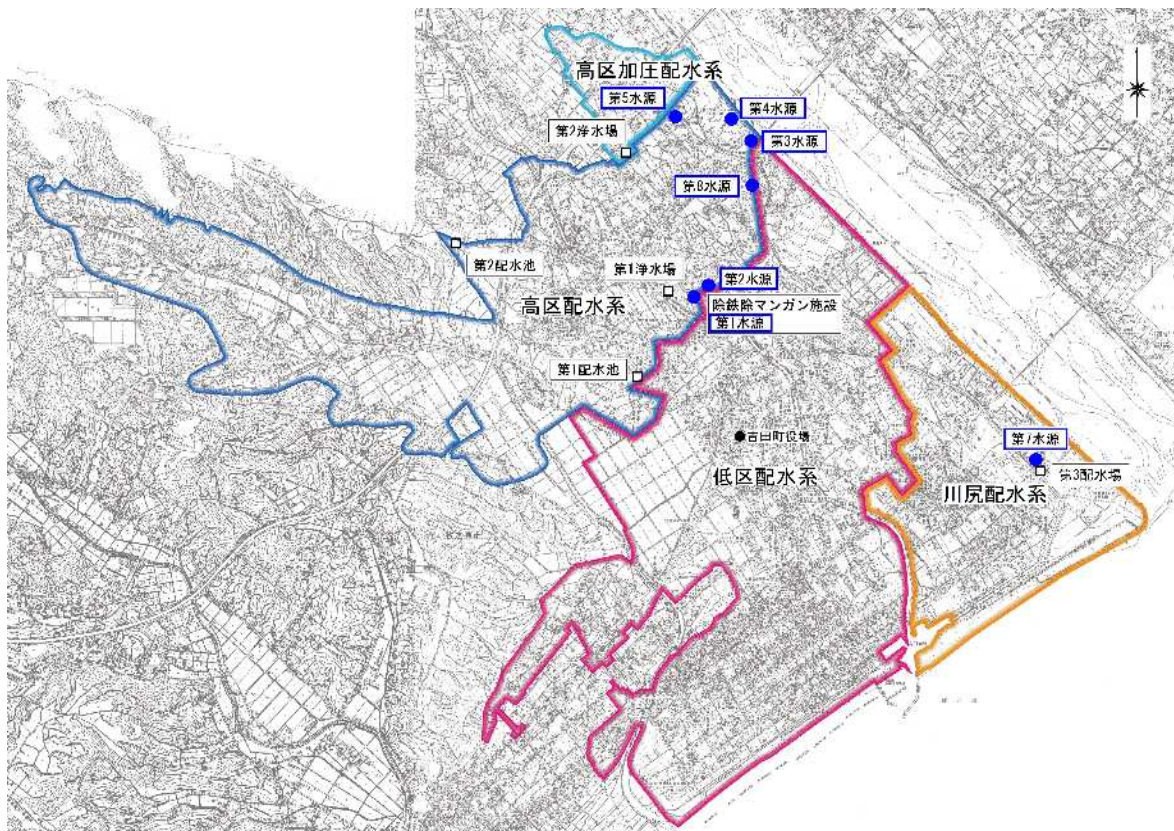 高区加圧配水系
第5水源
第4水源
第2浄水場
第3水源
第8水源
第2配水池
第1浄水場
第2水源
高区配水系
除鉄除マンガン施設
第1水源
第1配水池
吉田町役場
第7水源
低区配水系
第3配水場
川尻配水系